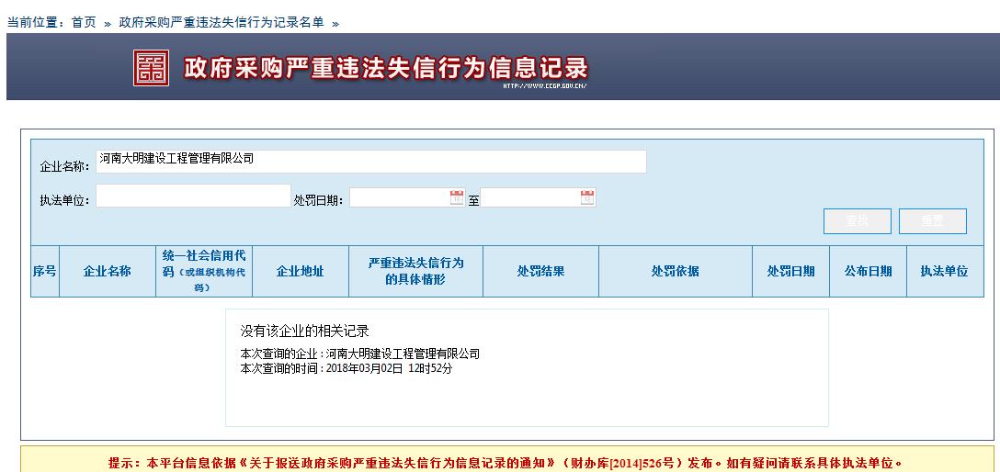 当前位置：首页 » 政府采购严重违法失信行为记录名单 »
政府采购严重违法失信行为信息记录
HTTP://WWW.CCGP.GOV.CN/
企业名称：河南大明建设工程管理有限公司
执法单位： 处罚日期： 至
查找 重置
序号 企业名称 统一社会信用代码（或组织机构代码） 企业地址 严重违法失信行为的具体情形 处罚结果 处罚依据 处罚日期 公布日期 执法单位
没有该企业的相关记录
本次查询的企业：河南大明建设工程管理有限公司
本次查询的时间：2018年03月02日 12时52分
提示：本平台信息依据《关于报送政府采购严重违法失信行为信息记录的通知》（财办库[2014]526号）发布。如有疑问请联系具体执法单位。